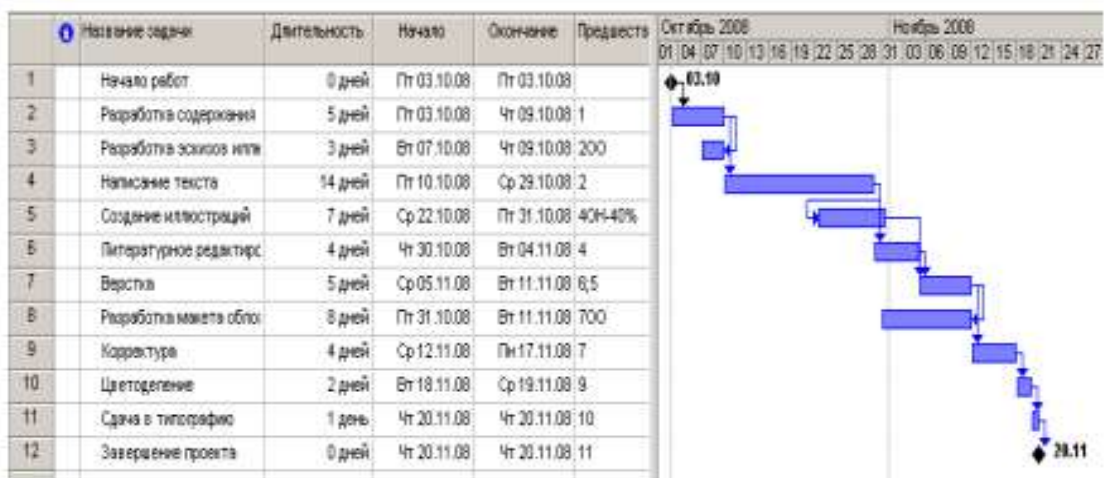 Название задачи Длительность Начало Окончание Предшеств Октябрь 2008 Ноябрь 2008
01 04 07 10 13 16 19 22 25 28 31 03 06 09 12 15 18 21 24 27
1 Начало работ 0 дней Пт 03.10.08 Пт 03.10.08 03.10
2 Разработка содержания 5 дней Пт 03.10.08 Чт 09.10.08 1
3 Разработка эскизов илл 3 дней Вт 07.10.08 Чт 09.10.08 2ОО
4 Написание текста 14 дней Пт 10.10.08 Ср 29.10.08 2
5 Создание иллюстраций 7 дней Ср 22.10.08 Пт 31.10.08 4ОН-40%
6 Литературное редактирс 4 дней Чт 30.10.08 Вт 04.11.08 4
7 Верстка 5 дней Ср 05.11.08 Вт 11.11.08 6;5
8 Разработка макета обло 8 дней Пт 31.10.08 Вт 11.11.08 7ОО
9 Корректура 4 дней Ср 12.11.08 Пн 17.11.08 7
10 Цветоделение 2 дней Вт 18.11.08 Ср 19.11.08 9
11 Сдача в типографию 1 день Чт 20.11.08 Чт 20.11.08 10
12 Завершение проекта 0 дней Чт 20.11.08 Чт 20.11.08 11 20.11